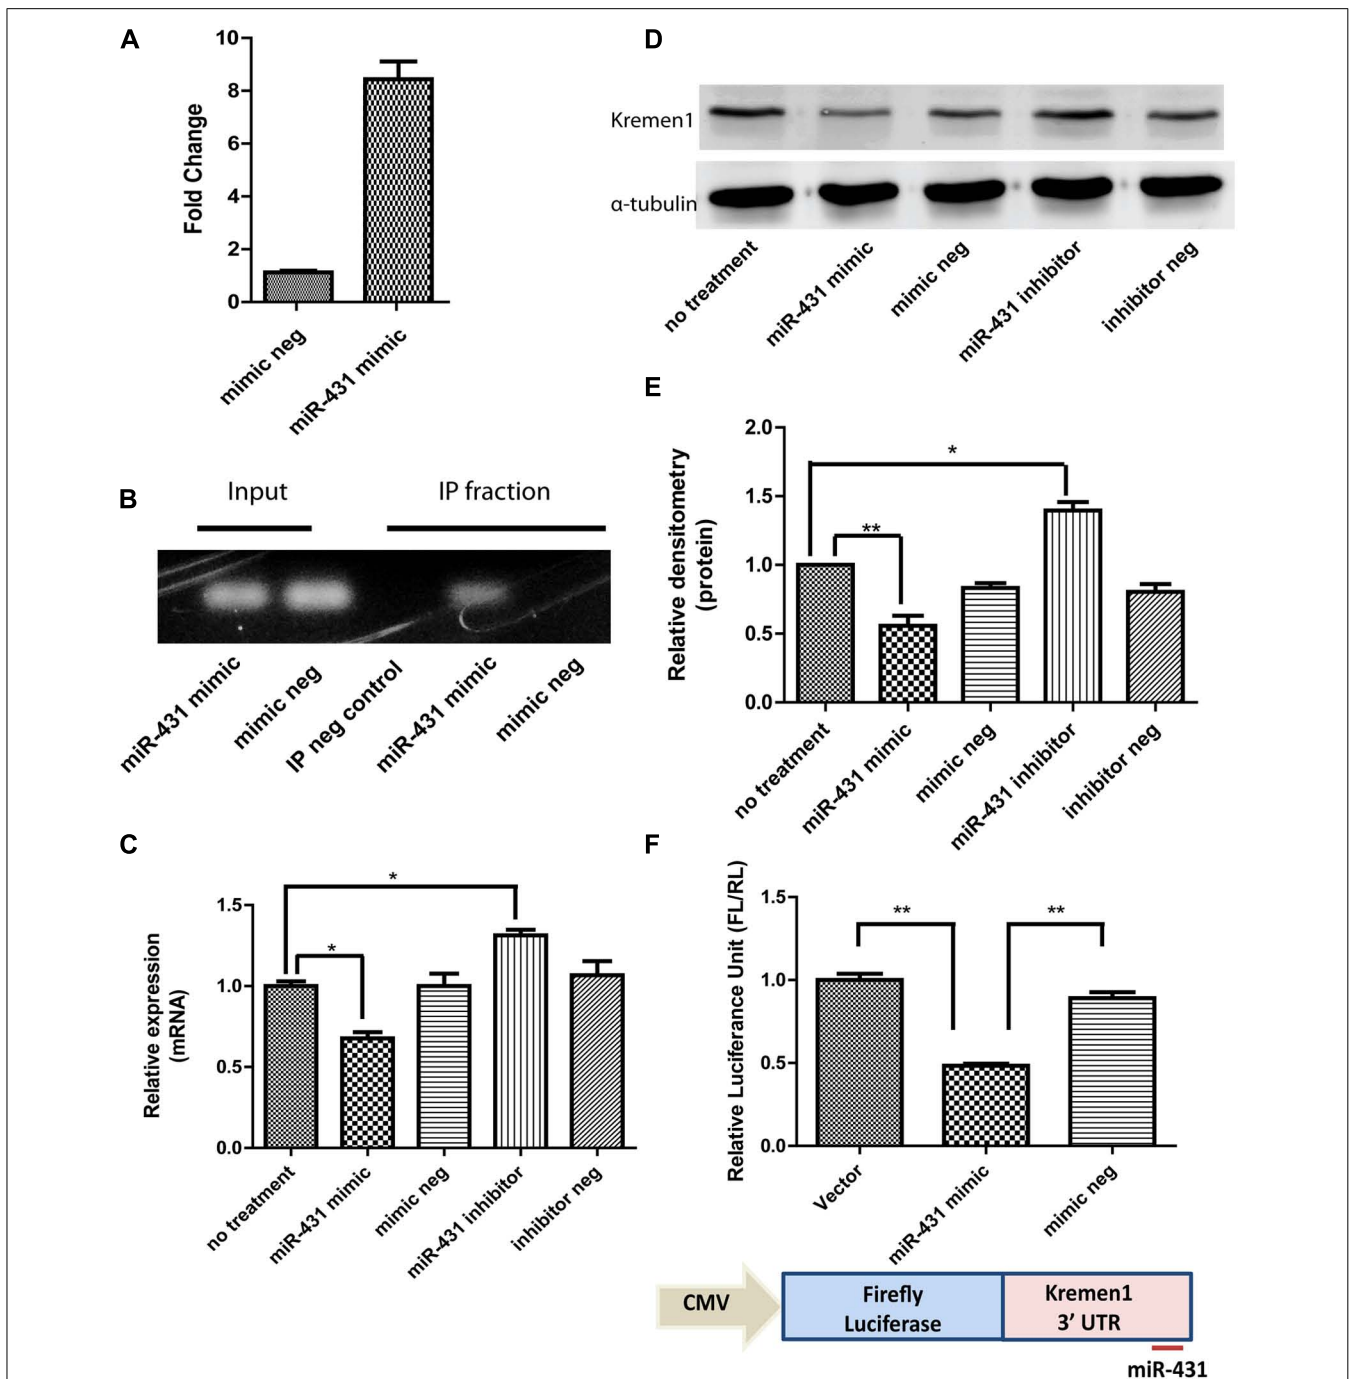 A
10
8
6
4
2
0
Fold Change
mimic neg
miR-431 mimic
B
Input
IP fraction
miR-431 mimic
mimic neg
IP neg control
miR-431 mimic
mimic neg
C
1.5
1.0
0.5
0.0
Relative expression
(mRNA)
*
*
no treatment
miR-431 mimic
mimic neg
miR-431 inhibitor
inhibitor neg
D
Kremen1
α-tubulin
no treatment
miR-431 mimic
mimic neg
miR-431 inhibitor
inhibitor neg
E
2.0
1.5
1.0
0.5
0.0
Relative densitometry
(protein)
*
**
no treatment
miR-431 mimic
mimic neg
miR-431 inhibitor
inhibitor neg
F
1.5
1.0
0.5
0.0
Relative Luciferance Unit (FL/RL)
**
**
Vector
miR-431 mimic
mimic neg
CMV
Firefly
Luciferase
Kremen1
3’ UTR
miR-431